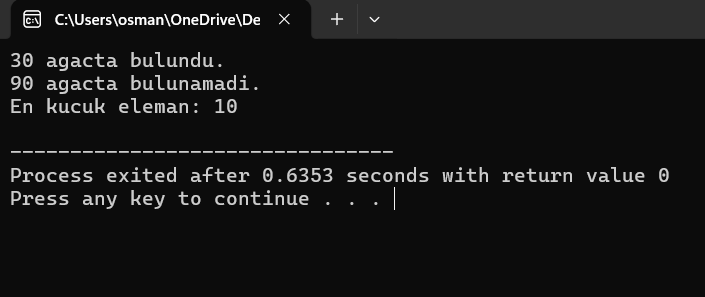 C:\Users\osman\OneDrive\De
30 agacta bulundu.
90 agacta bulunamadi.
En kucuk eleman: 10
--------------------------------
Process exited after 0.6353 seconds with return value 0
Press any key to continue . . .